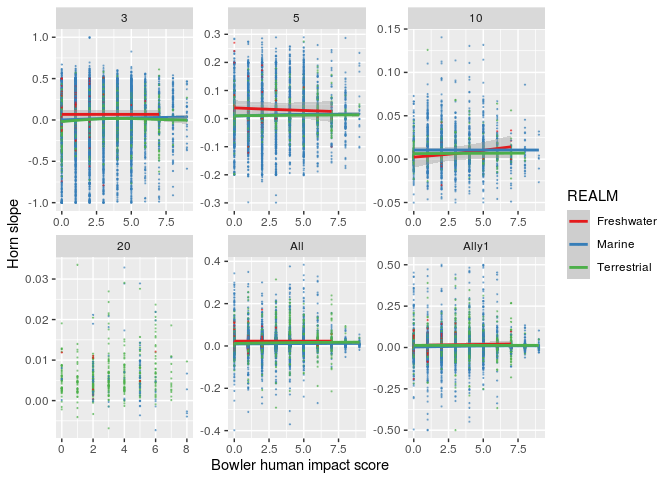 3
5
10
1.0
0.5
0.0
-0.5
-1.0
0.3
0.2
0.1
0.0
-0.1
-0.2
-0.3
0.15
0.10
0.05
0.00
-0.05
0.0 2.5 5.0 7.5
0.0 2.5 5.0 7.5
0.0 2.5 5.0 7.5
Horn slope
20
All
Ally1
0.03
0.02
0.01
0.00
0.4
0.2
0.0
-0.2
-0.4
0.50
0.25
0.00
-0.25
-0.50
0 2 4 6 8
0.0 2.5 5.0 7.5
0.0 2.5 5.0 7.5
Bowler human impact score
REALM
Freshwater
Marine
Terrestrial